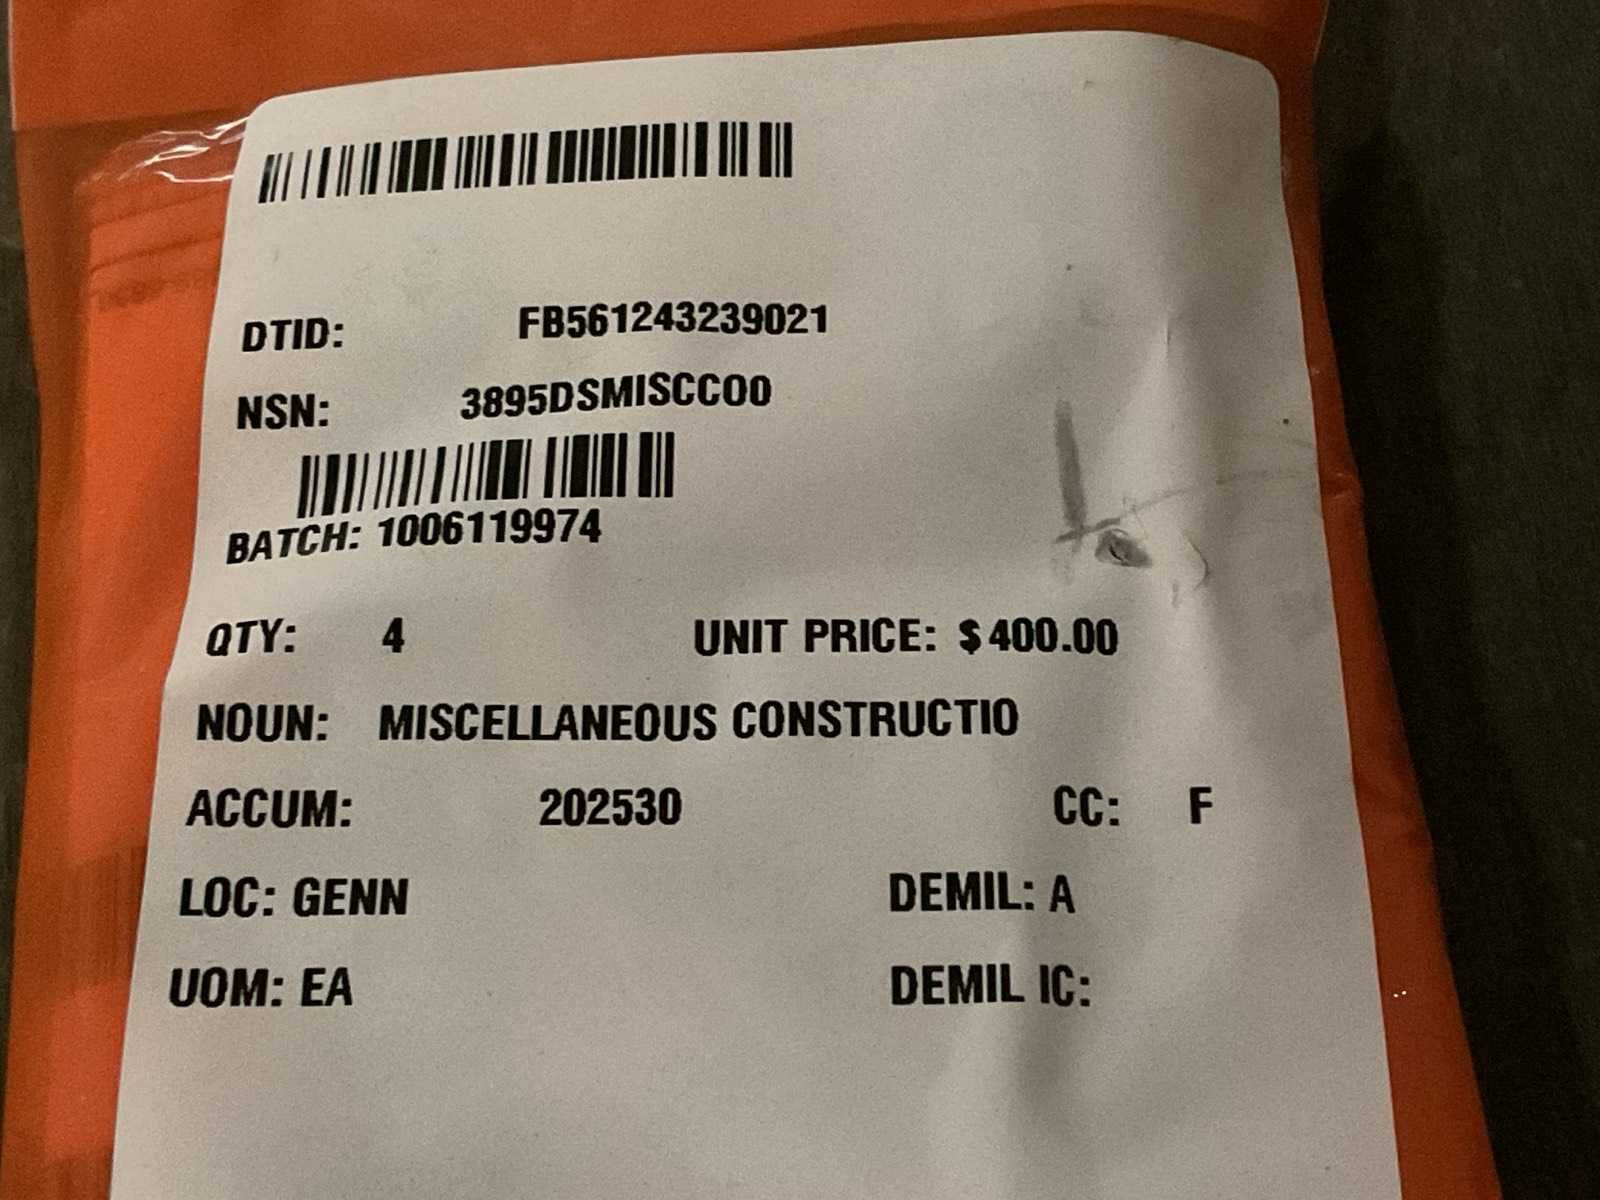 DTID: FB561243239021
NSN: 3895DSMISCC00
BATCH: 1006119974
QTY: 4 UNIT PRICE: $400.00
NOUN: MISCELLANEOUS CONSTRUCTIO
ACCUM: 202530 CC: F
LOC: GENN DEMIL: A
UOM: EA DEMIL IC: